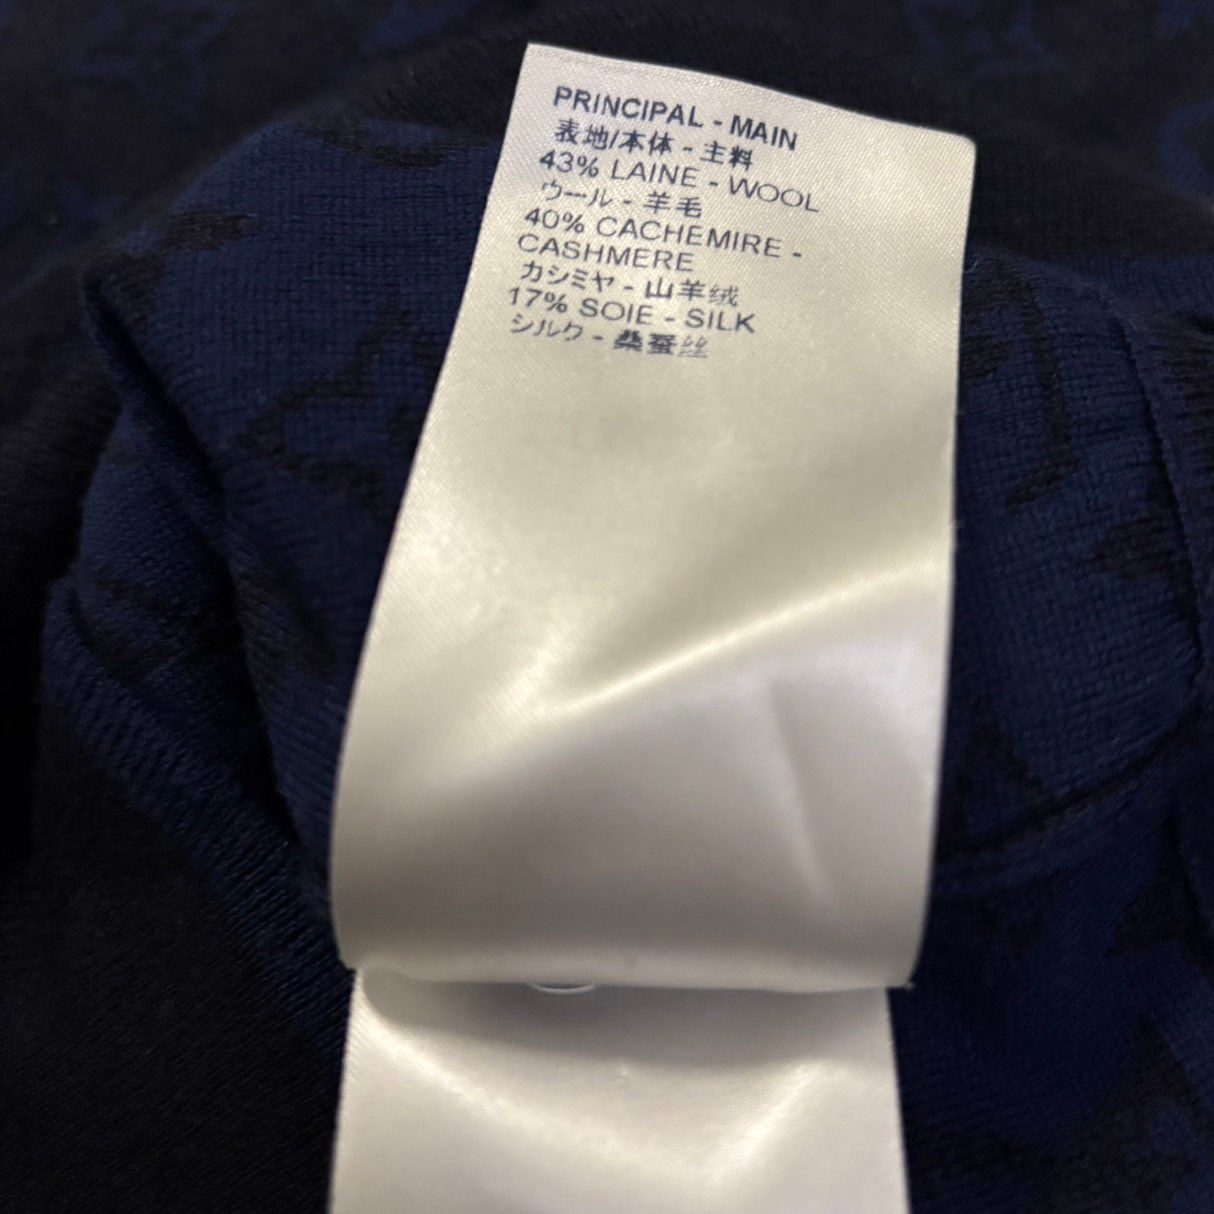 PRINCIPAL - MAIN
表地/本体 - 主料
43% LAINE - WOOL
ウール - 羊毛
40% CACHEMIRE -
CASHMERE
カシミヤ - 山羊绒
17% SOIE - SILK
シルク - 桑蚕丝